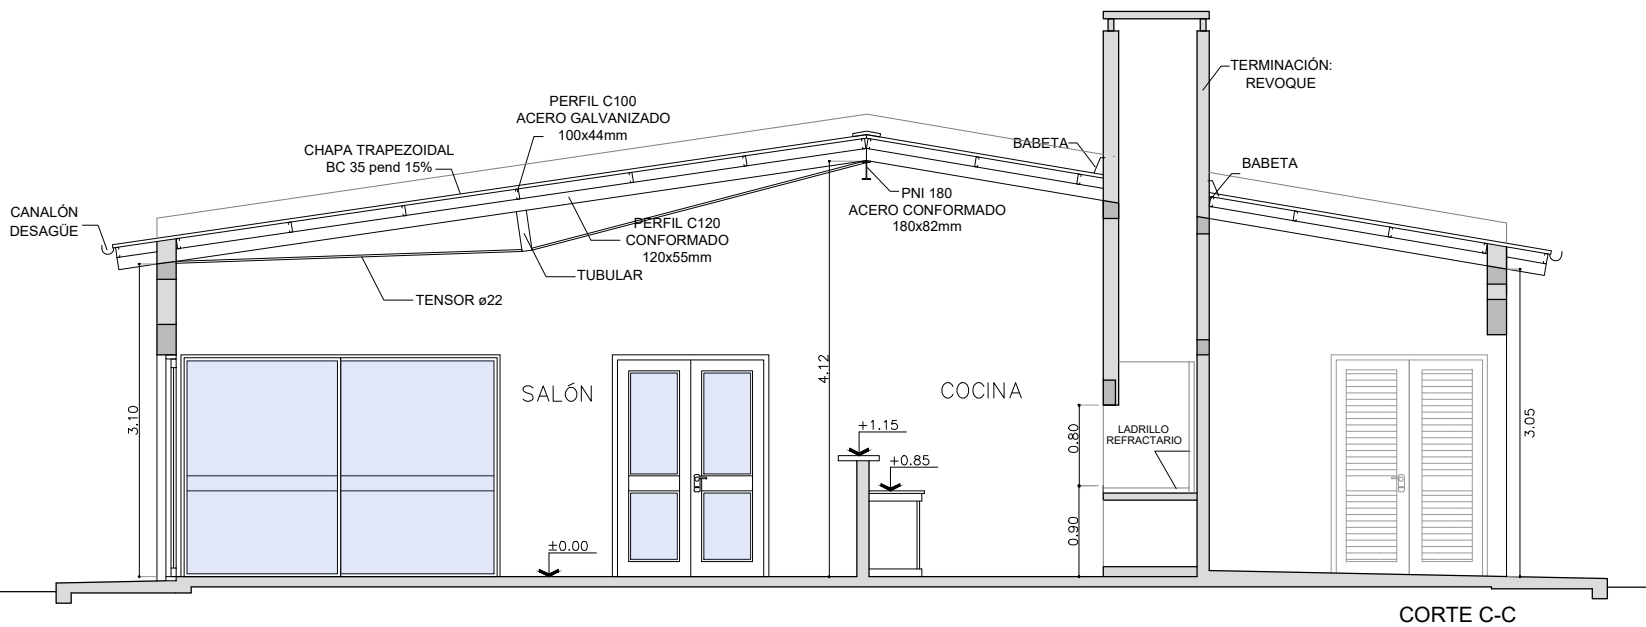 TERMINACIÓN:
REVOQUE
PERFIL C100
ACERO GALVANIZADO
100x44mm
CHAPA TRAPEZOIDAL
BC 35 pend 15%
BABETA
BABETA
CANALÓN
DESAGÜE
PNI 180
ACERO CONFORMADO
180x82mm
PERFIL C120
CONFORMADO
120x55mm
TUBULAR
TENSOR ø22
SALÓN
COCINA
4.12
3.10
3.05
0.80
LADRILLO
REFRACTARIO
+1.15
+0.85
0.90
±0.00
CORTE C-C